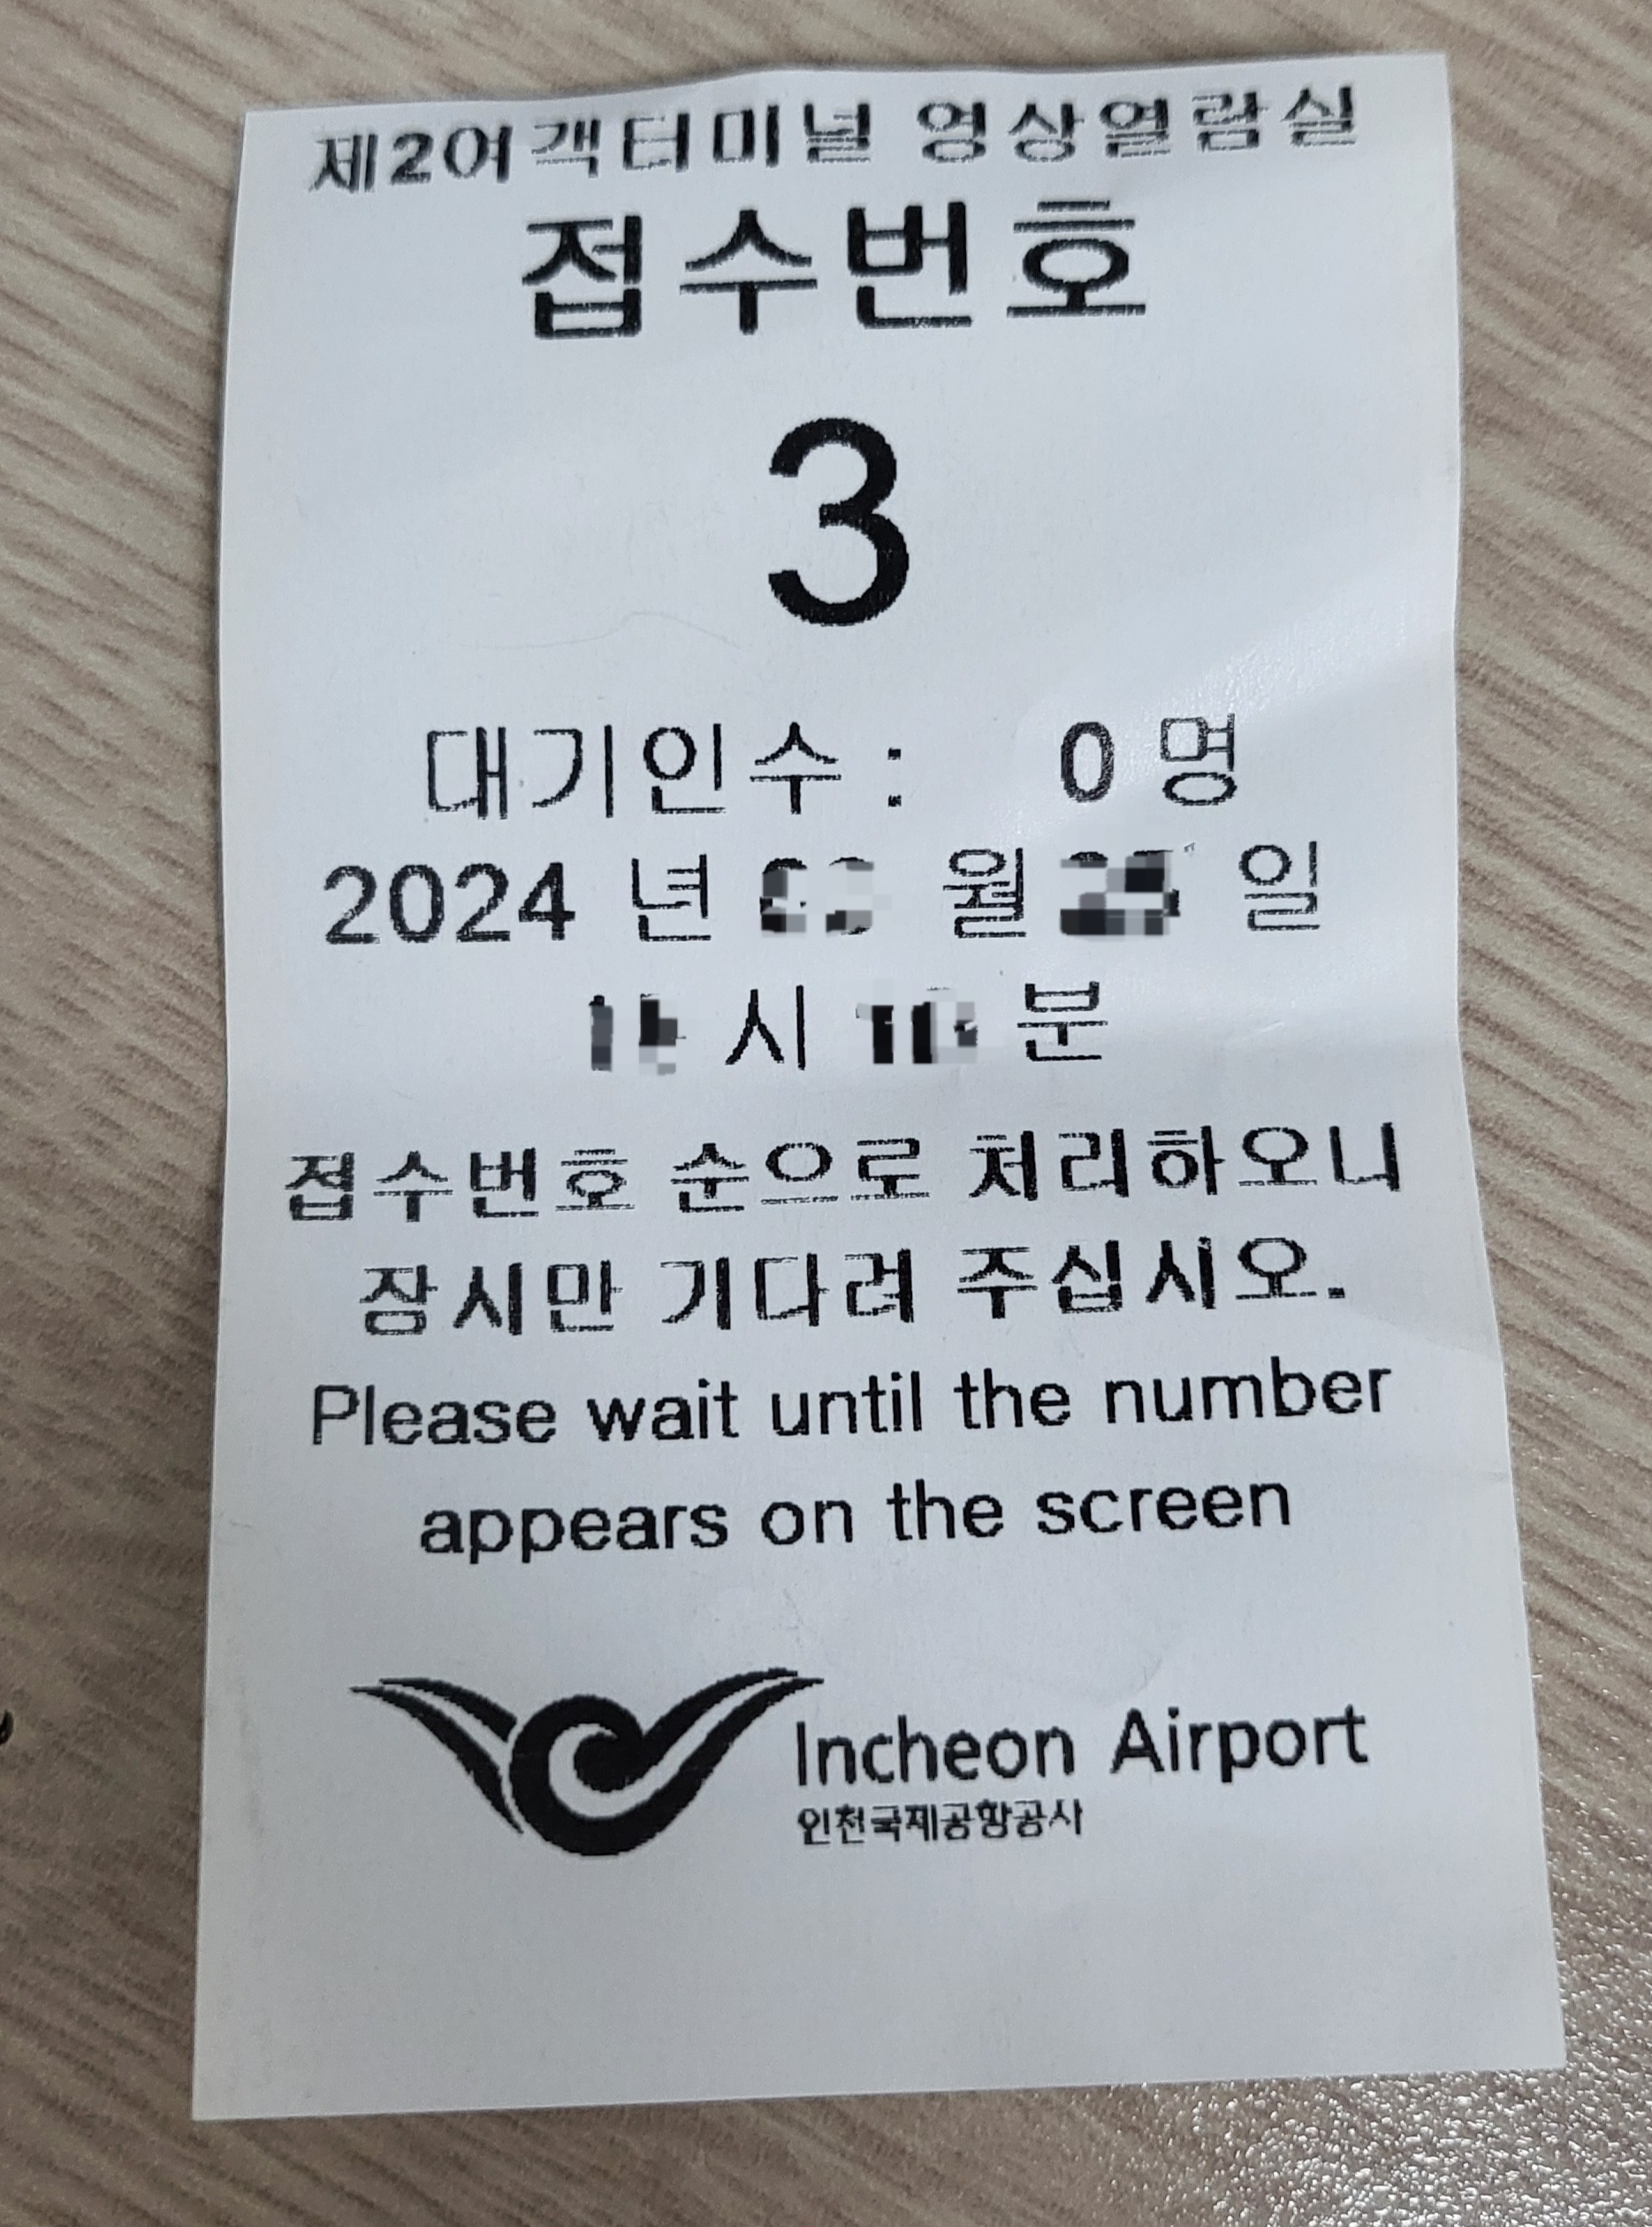 제2여객터미널 영상열람실
접수번호
3
대기인수 : 0 명
2024 년 월 일
시 분
접수번호 순으로 처리하오니
잠시만 기다려 주십시오.
Please wait until the number
appears on the screen
Incheon Airport
인천국제공항공사